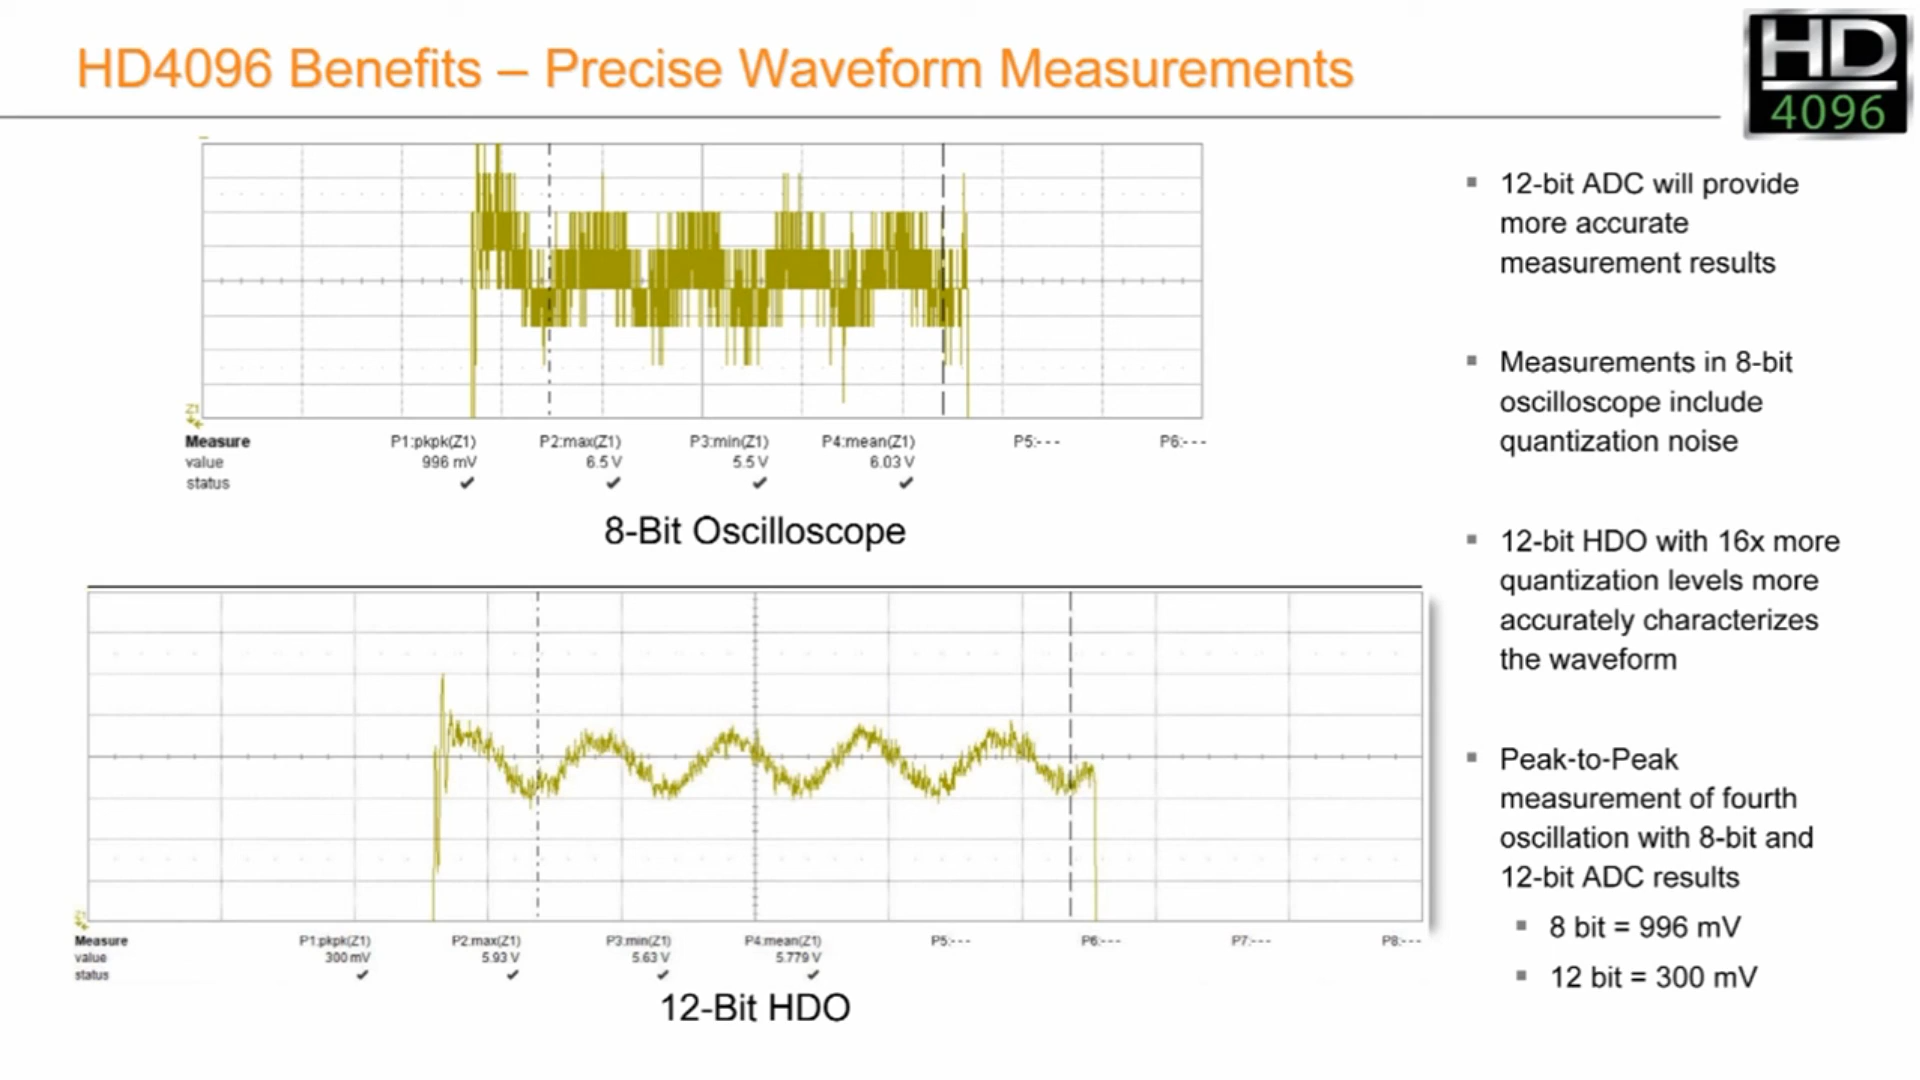 HD4096 Benefits – Precise Waveform Measurements
HD
4096
Z1
Measure P1:pkpk(Z1) P2:max(Z1) P3:min(Z1) P4:mean(Z1) P5:--- P6:---
value 996 mV 6.5 V 5.5 V 6.03 V
status ✔ ✔ ✔ ✔
8-Bit Oscilloscope
Measure P1:pkpk(Z1) P2:max(Z1) P3:min(Z1) P4:mean(Z1) P5:--- P6:--- P7:--- P8:---
value 300 mV 5.93 V 5.63 V 5.779 V
status ✔ ✔ ✔ ✔
12-Bit HDO
▪ 12-bit ADC will provide
more accurate
measurement results
▪ Measurements in 8-bit
oscilloscope include
quantization noise
▪ 12-bit HDO with 16x more
quantization levels more
accurately characterizes
the waveform
▪ Peak-to-Peak
measurement of fourth
oscillation with 8-bit and
12-bit ADC results
▪ 8 bit = 996 mV
▪ 12 bit = 300 mV